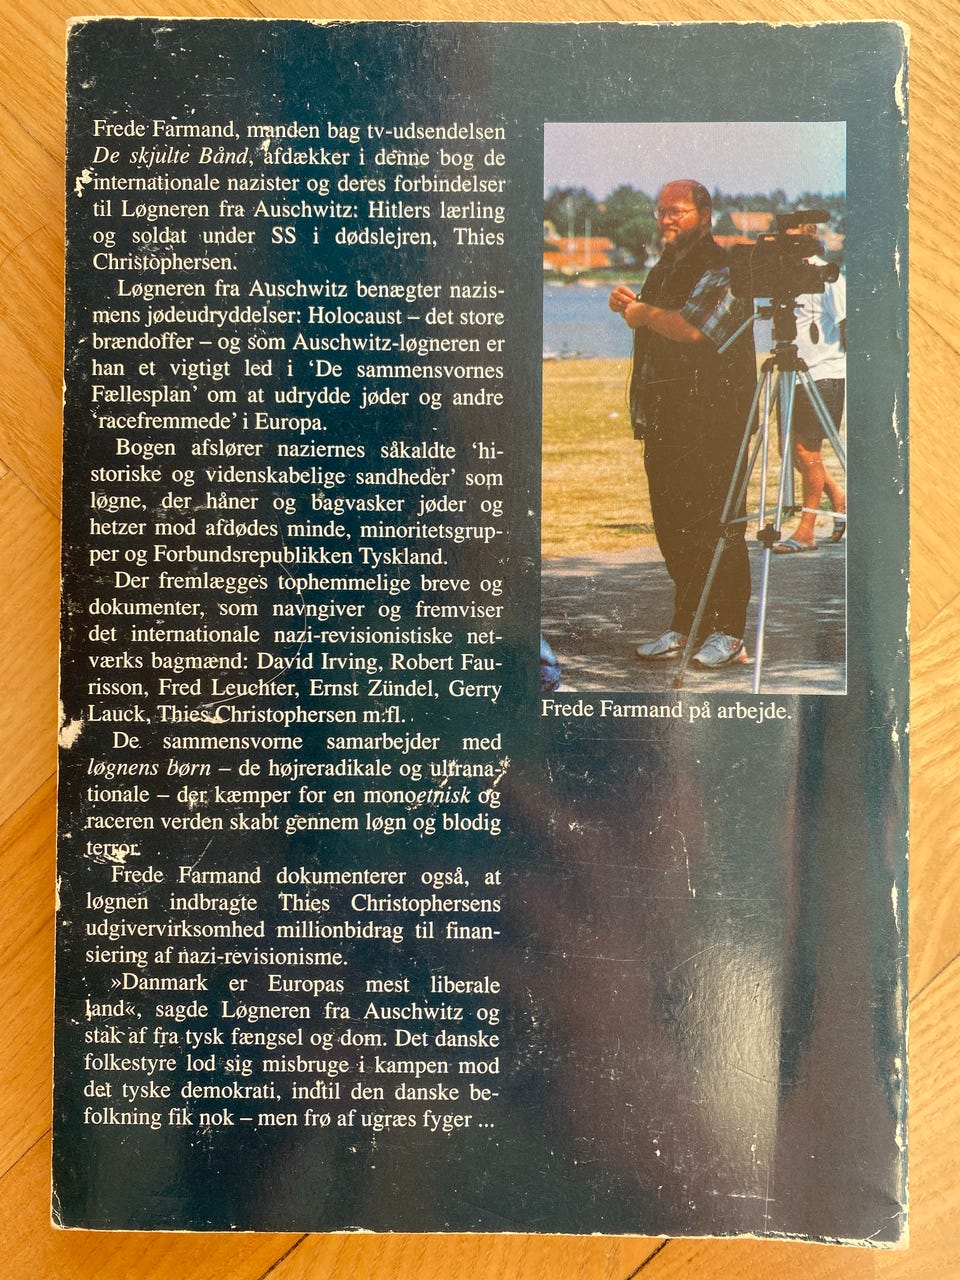 Frede Farmand, manden bag tv-udsendelsen
De skjulte Bånd, afdækker i denne bog de
internationale nazister og deres forbindelser
til Løgneren fra Auschwitz: Hitlers lærling
og soldat under SS i dødslejren, Thies
Christophersen.
Løgneren fra Auschwitz benægter nazis-
mens jødeudryddelser: Holocaust – det store
brændoffer – og som Auschwitz-løgneren er
han et vigtigt led i ‘De sammensvornes
Fællesplan’ om at udrydde jøder og andre
‘racefremmede’ i Europa.
Bogen afslører naziernes såkaldte ‘hi-
storiske og videnskabelige sandheder’ som
løgne, der håner og bagvasker jøder og
hetzer mod afdødes minde, minoritetsgrup-
per og Forbundsrepublikken Tyskland.
Der fremlægges tophemmelige breve og
dokumenter, som navngiver og fremviser
det internationale nazi-revisionistiske net-
værks bagmænd: David Irving, Robert Fau-
risson, Fred Leuchter, Ernst Zündel, Gerry
Lauck, Thies Christophersen m.fl.
De sammensvorne samarbejder med
løgnens børn – de højreradikale og ultrana-
tionale – der kæmper for en monoetnisk og
raceren verden skabt gennem løgn og blodig
terror.
Frede Farmand dokumenterer også, at
løgnen indbragte Thies Christophersens
udgivervirksomhed millionbidrag til finan-
siering af nazi-revisionisme.
»Danmark er Europas mest liberale
land«, sagde Løgneren fra Auschwitz og
stak af fra tysk fængsel og dom. Det danske
folkestyre lod sig misbruge i kampen mod
det tyske demokrati, indtil den danske be-
folkning fik nok – men frø af ugræs fyger ...
Frede Farmand på arbejde.